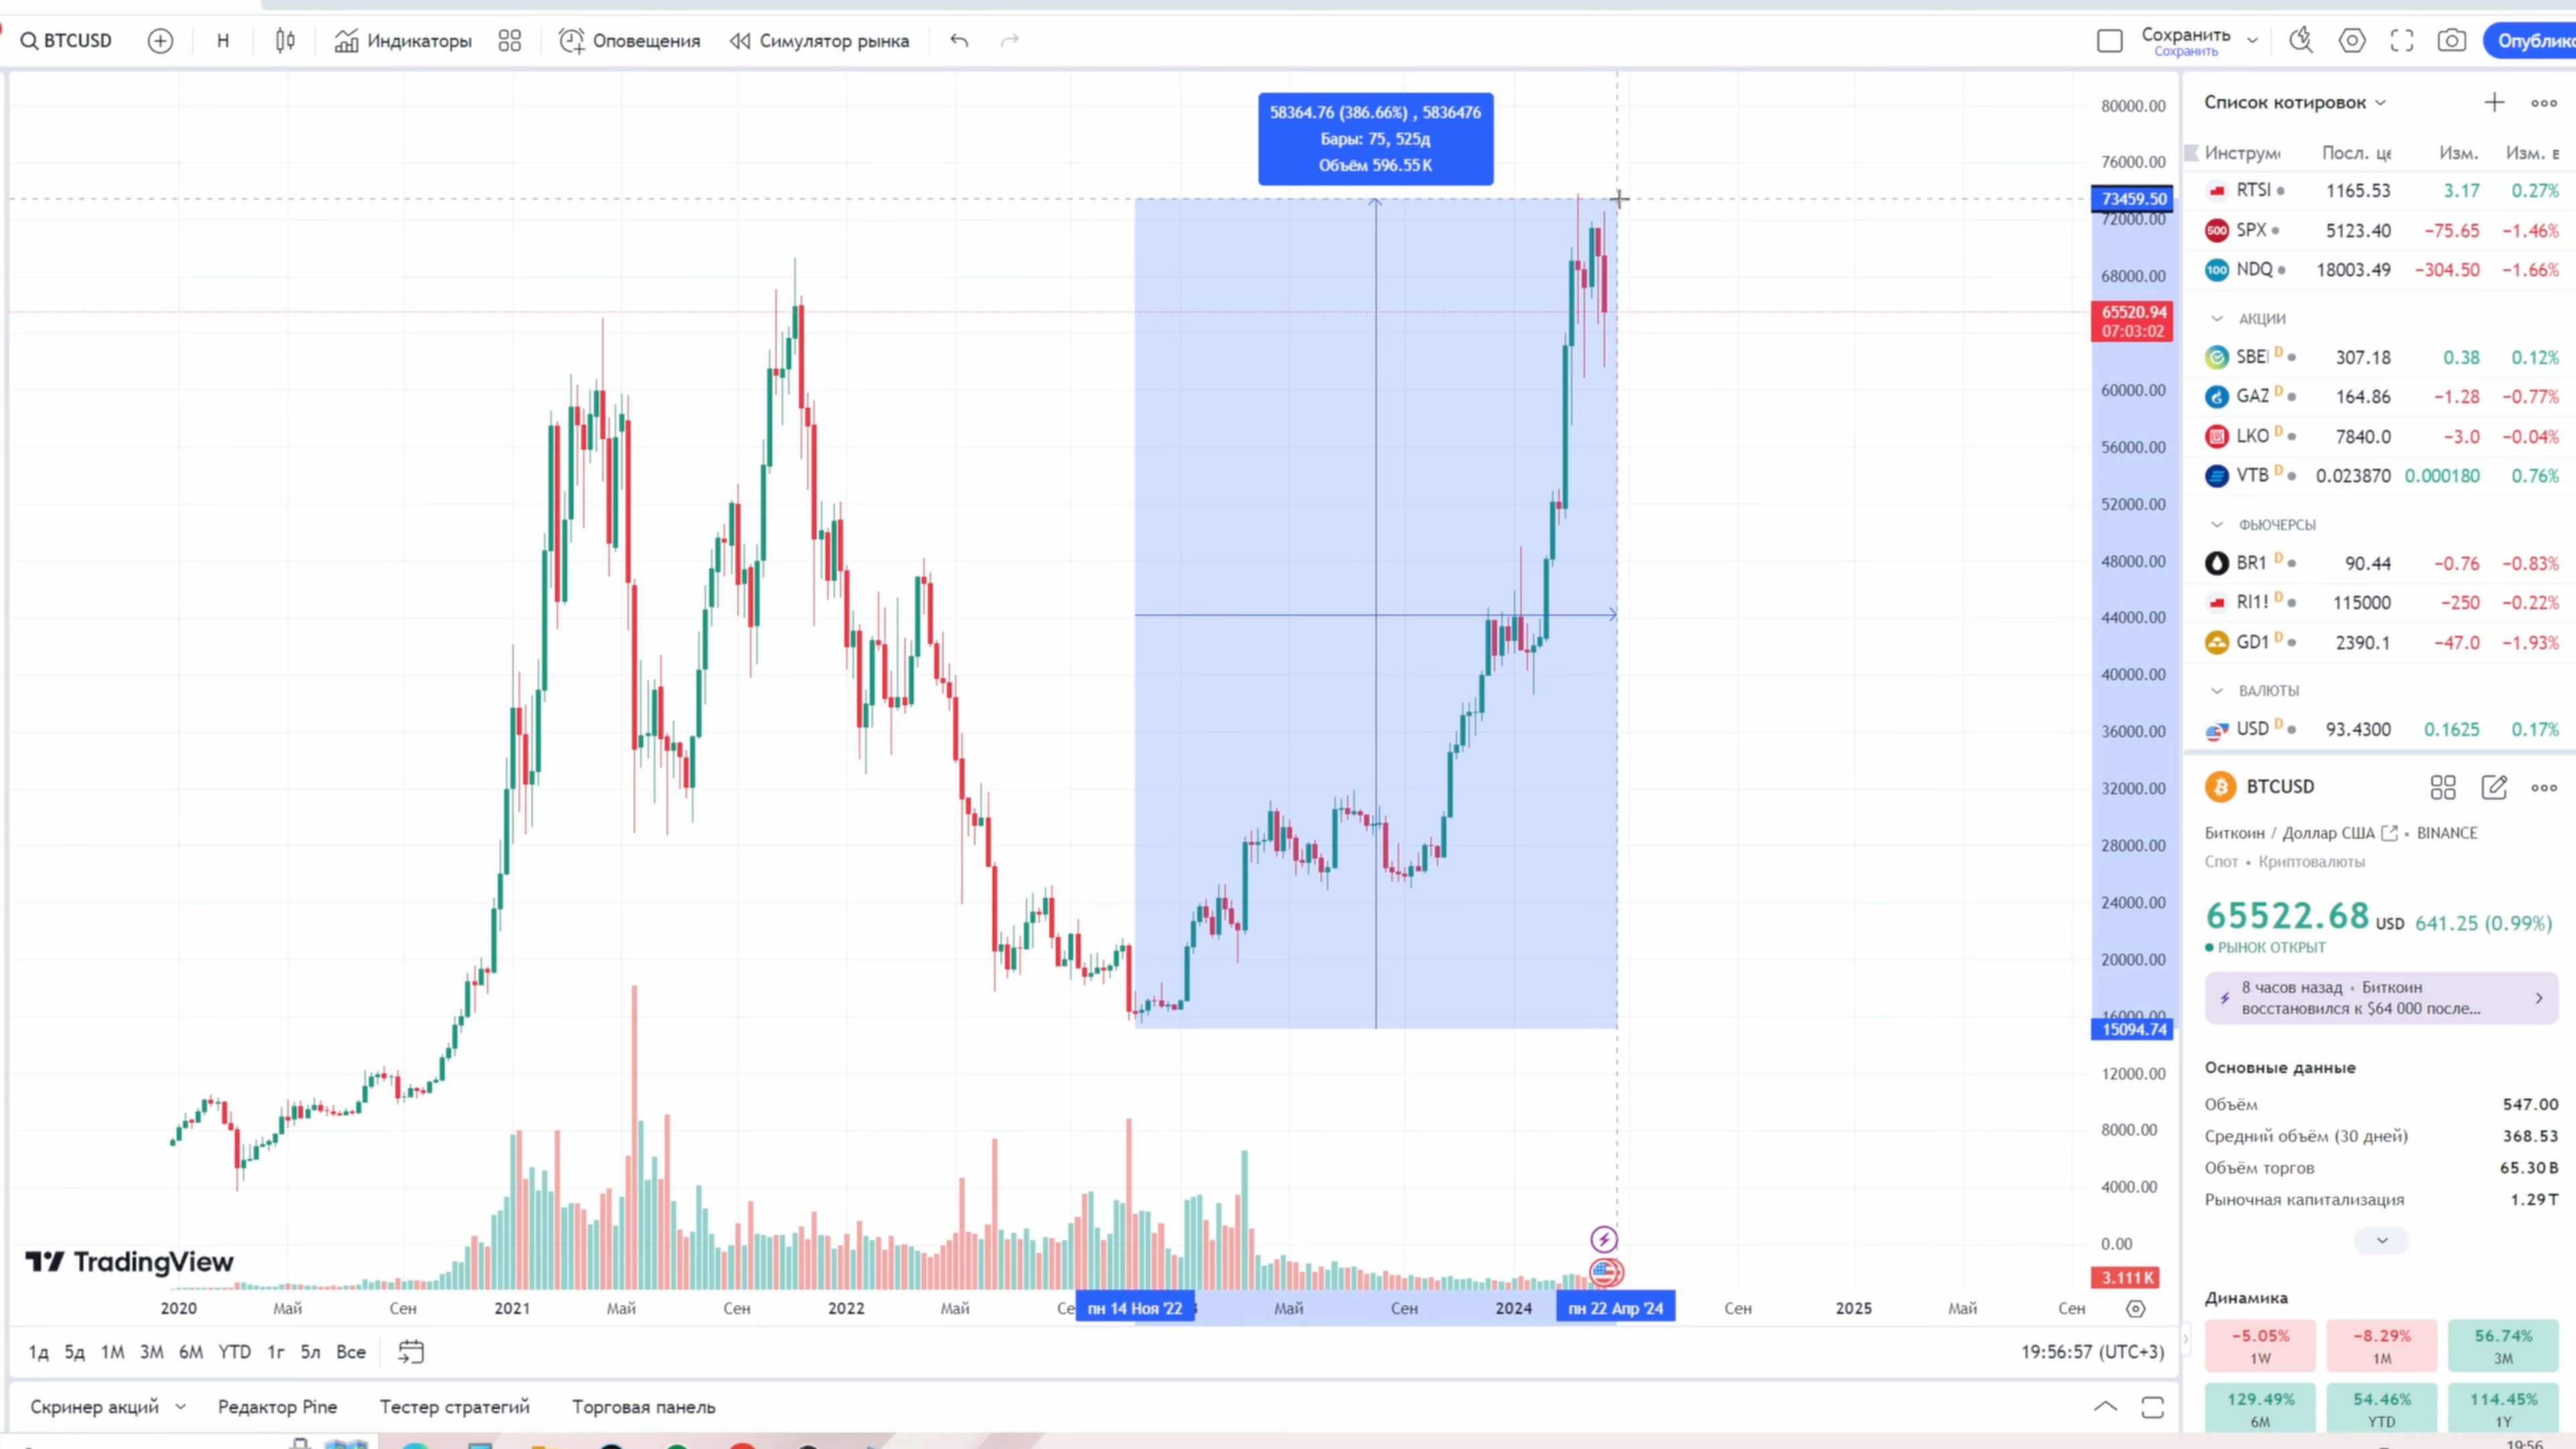 BTCUSD Н Индикаторы Оповещения Симулятор рынка Сохранить
Сохранить
58364.76 (386.66%) , 5836476
Бары: 75, 525д
Объём 596.55 K
80000.00
76000.00
73459.50
72000.00
68000.00
65520.94
07:03:02
60000.00
56000.00
52000.00
48000.00
44000.00
40000.00
36000.00
32000.00
28000.00
24000.00
20000.00
16000.00
15094.74
12000.00
8000.00
4000.00
0.00
3.111 K
TradingView
2020 Май Сен 2021 Май Сен 2022 Май пн 14 Ноя '22 Май Сен 2024 пн 22 Апр '24 Сен 2025 Май Сен
1д 5д 1М 3М 6М YTD 1г 5л Все
19:56:57 (UTC+3)
Скринер акций Редактор Pine Тестер стратегий Торговая панель
Список котировок
Посл. Изм. Изм.
RTSI 1165.53 3.17 0.27%
500 SPX 5123.40 −75.65 −1.46%
100 NDQ 18003.49 −304.50 −1.66%
АКЦИИ
SBE D 307.18 0.38 0.12%
GAZ D 164.86 −1.28 −0.77%
LKO D 7840.0 −3.0 −0.04%
VTB D 0.023870 0.000180 0.76%
ФЬЮЧЕРСЫ
BR1 D 90.44 −0.76 −0.83%
RI1! D 115000 −250 −0.22%
GD1 D 2390.1 −47.0 −1.93%
ВАЛЮТЫ
USD D 93.4300 0.1625 0.17%
BTCUSD
Биткоин / Доллар США • BINANCE
Спот • Криптовалюты
65522.68 USD 641.25 (0.99%)
РЫНОК ОТКРЫТ
8 часов назад • Биткоин
восстановился к $64 000 после...
Основные данные
Объём 547.00
Средний объём (30 дней) 368.53
Объём торгов 65.30 B
Рыночная капитализация 1.29 T
Динамика
−5.05% −8.29% 56.74%
1W 1M 3M
129.49% 54.46% 114.45%
6M YTD 1Y
19:56